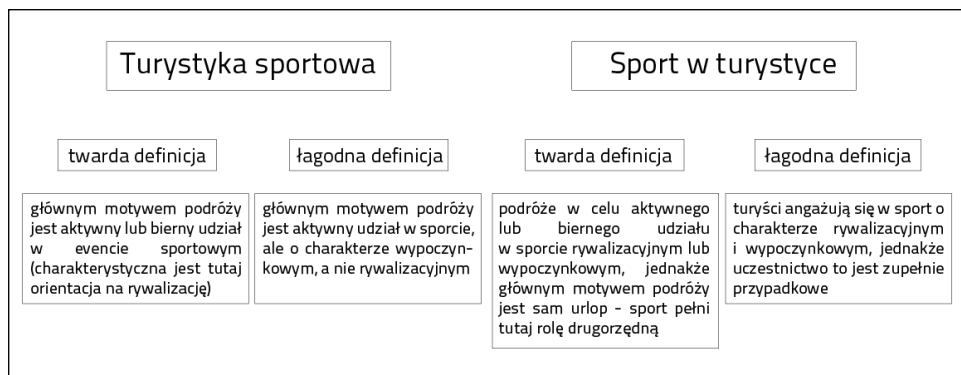 Turystyka sportowa
Sport w turystyce
twarda definicja
łagodna definicja
twarda definicja
łagodna definicja
głównym motywem podróży
jest aktywny lub bierny udział
w evencie sportowym
(charakterystyczna jest tutaj
orientacja na rywalizację)
głównym motywem podróży
jest aktywny udział w sporcie,
ale o charakterze wypoczyn-
kowym, a nie rywalizacyjnym
podróże w celu aktywnego
lub biernego udziału
w sporcie rywalizacyjnym lub
wypoczynkowym, jednakże
głównym motywem podróży
jest sam urlop - sport pełni
tutaj rolę drugorzędną
turyści angażują się w sport o
charakterze rywalizacyjnym
i wypoczynkowym, jednakże
uczestnictwo to jest zupełnie
przypadkowe